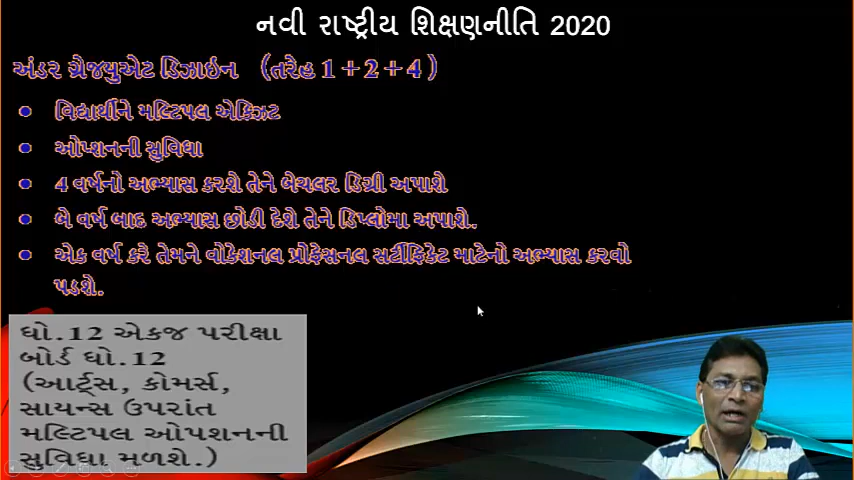 નવી રાષ્ટ્રીય શિક્ષણનીતિ 2020
અંડર ગ્રેજ્યુએટ ડિઝાઇન (તરેહ 1+2+4)
• વિદ્યાર્થીને મલ્ટિપલ એક્ઝિટ
• ઓપ્શનની સુવિધા
• 4 વર્ષનો અભ્યાસ કરશે તેને બેચલર ડિગ્રી અપાશે
• બે વર્ષ બાદ અભ્યાસ છોડી દેશે તેને ડિપ્લોમા અપાશે.
• એક વર્ષ કરે તેમને વોકેશનલ પ્રોફેસનલ સર્ટીફિકેટ માટેનો અભ્યાસ કરવો
પડશે.
ધો.12 એકજ પરીક્ષા
બોર્ડ ધો.12
(આર્ટ્સ, કોમર્સ,
સાયન્સ ઉપરાંત
મલ્ટિપલ ઓપશનની
સુવિધા મળશે.)